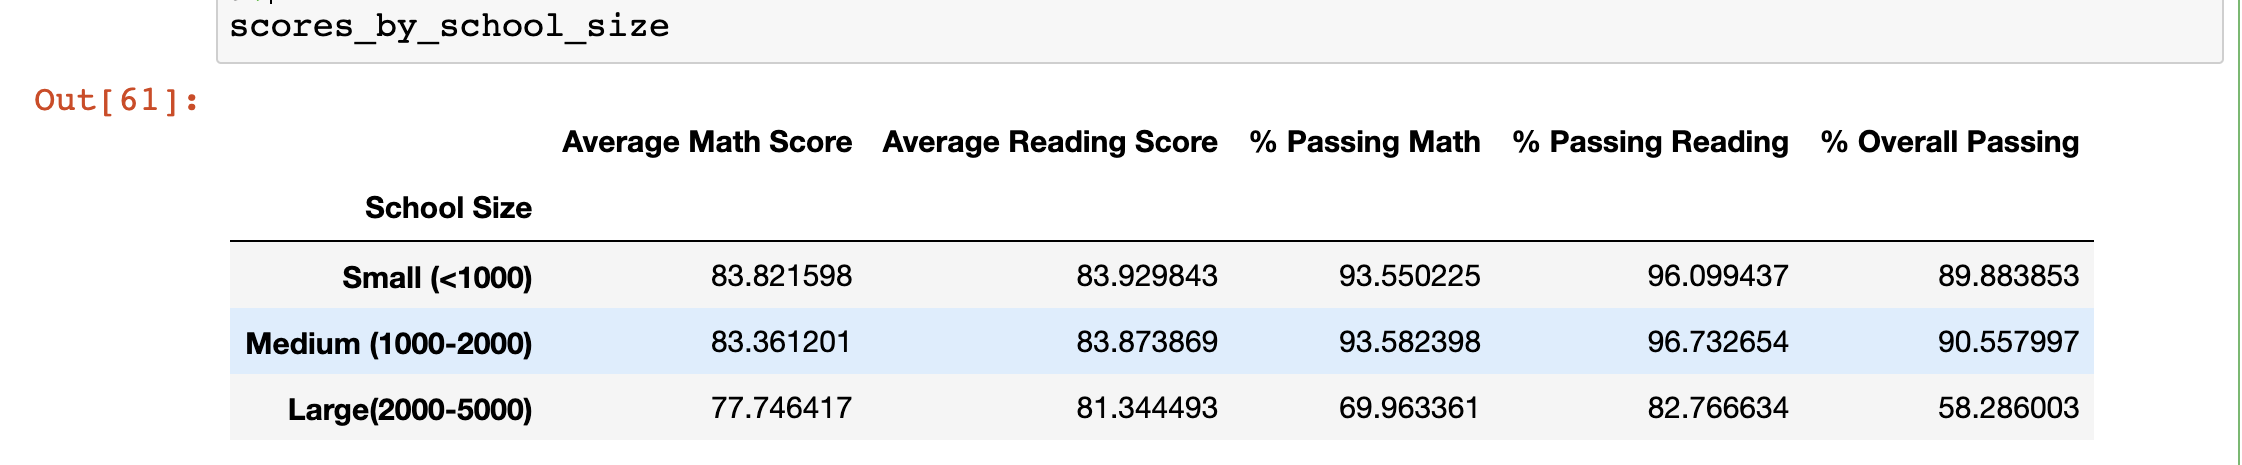 scores_by_school_size
Out[61]:
Average Math Score Average Reading Score % Passing Math % Passing Reading % Overall Passing
School Size
Small (<1000) 83.821598 83.929843 93.550225 96.099437 89.883853
Medium (1000-2000) 83.361201 83.873869 93.582398 96.732654 90.557997
Large(2000-5000) 77.746417 81.344493 69.963361 82.766634 58.286003